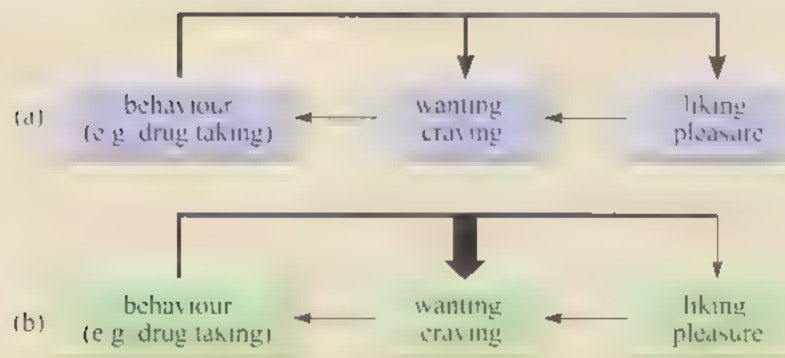 (a)
behaviour
(e.g. drug taking)
wanting
craving
liking
pleasure
(b)
behaviour
(e.g. drug taking)
wanting
craving
liking
pleasure